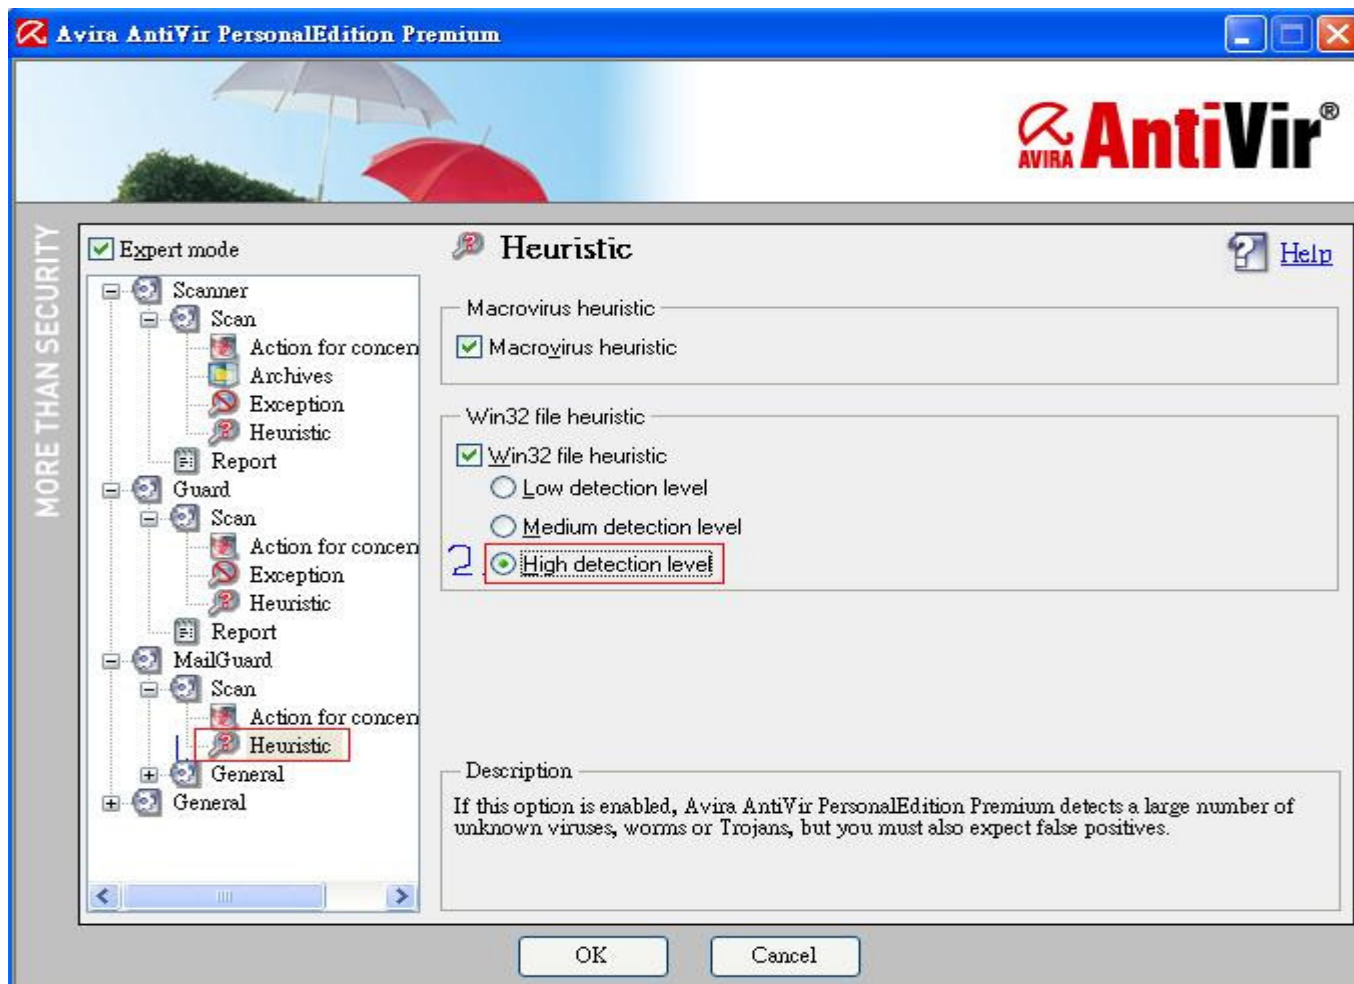 Avira AntiVir PersonalEdition Premium
AVIRA AntiVir®
MORE THAN SECURITY
Expert mode
Scanner
Scan
Action for concen
Archives
Exception
Heuristic
Report
Guard
Scan
Action for concen
Exception
Heuristic
Report
MailGuard
Scan
Action for concen
1. Heuristic
General
General
Heuristic
Help
Macrovirus heuristic
Macrovirus heuristic
Win32 file heuristic
Win32 file heuristic
Low detection level
Medium detection level
2. High detection level
Description
If this option is enabled, Avira AntiVir PersonalEdition Premium detects a large number of
unknown viruses, worms or Trojans, but you must also expect false positives.
OK
Cancel